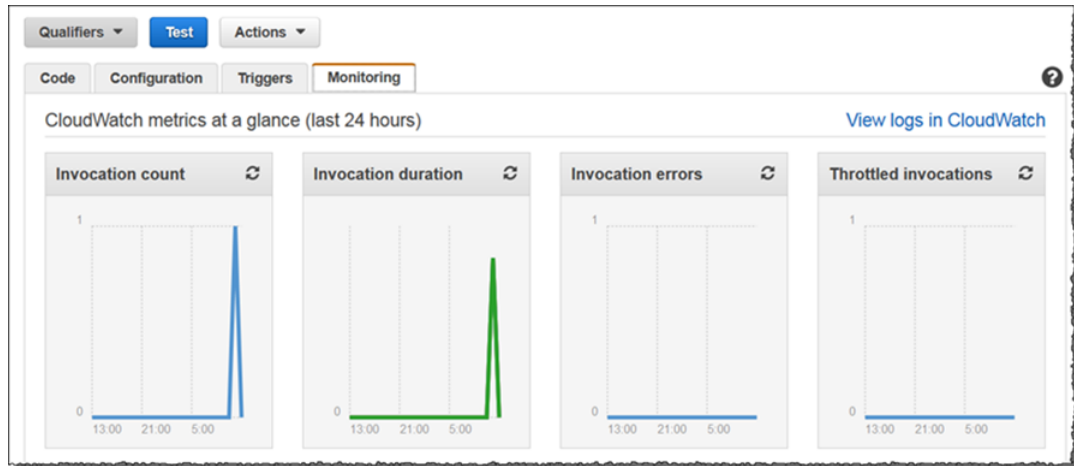 Qualifiers Test Actions
Code Configuration Triggers Monitoring ?
CloudWatch metrics at a glance (last 24 hours) View logs in CloudWatch
Invocation count Invocation duration Invocation errors Throttled invocations
1 1 1
0 0 0 0
13:00 21:00 5:00 13:00 21:00 5:00 13:00 21:00 5:00 13:00 21:00 5:00